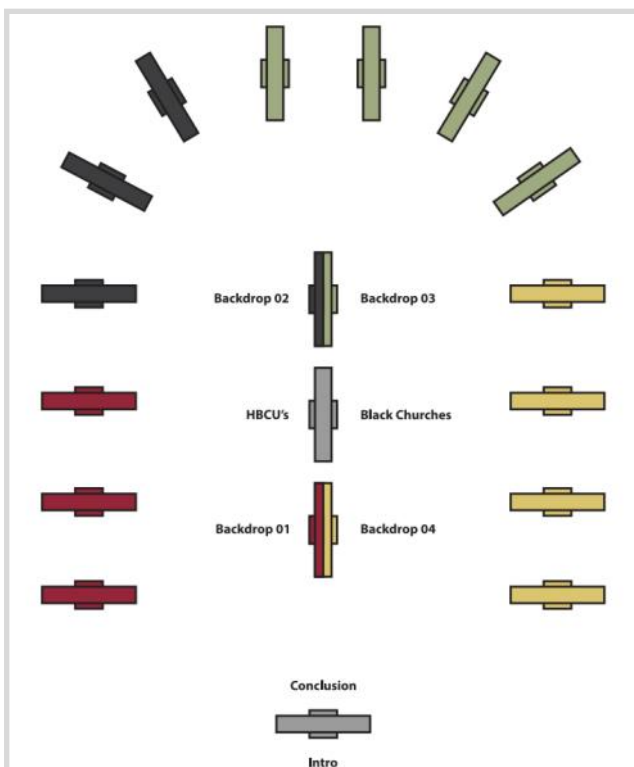 Backdrop 02
Backdrop 03
HBCU's
Black Churches
Backdrop 01
Backdrop 04
Conclusion
Intro